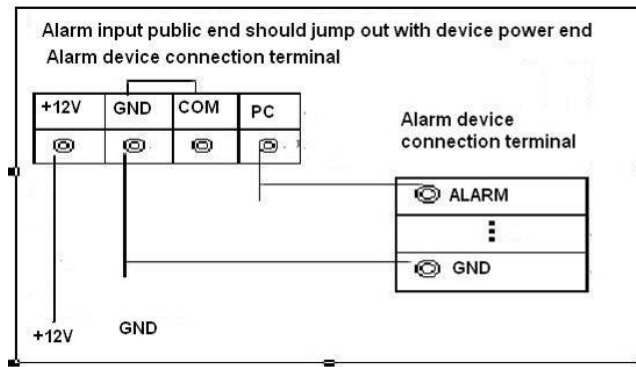 Alarm input public end should jump out with device power end
Alarm device connection terminal
+12V GND COM PC
Alarm device
connection terminal
ALARM
GND
+12V GND